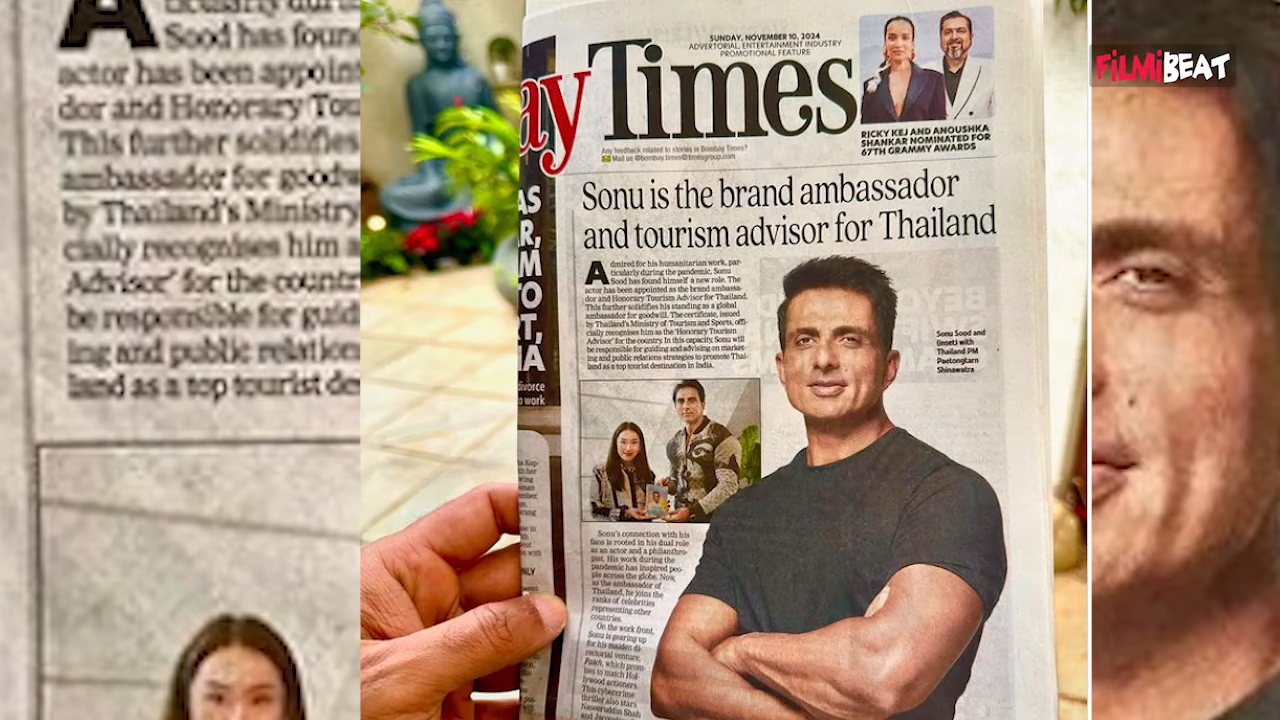 A
Sood has foun
actor has been appoint
dor and Honorary Tou
This further solidifies
ambassador for goodw
by Thailand's Ministry
cially recognises him a
Advisor' for the countr
be responsible for guid
ing and public relation
land as a top tourist de
ay Times
SUNDAY, NOVEMBER 10, 2024
ADVERTORIAL, ENTERTAINMENT INDUSTRY
PROMOTIONAL FEATURE
Any feedback related to stories in Bombay Times?
Mail us @bombay.times@timesgroup.com
RICKY KEJ AND ANOUSHKA
SHANKAR NOMINATED FOR
67TH GRAMMY AWARDS
AS
R,
M
TO
T,
IA
divorce
o work
Sonu is the brand ambassador
and tourism advisor for Thailand
Admired for his humanitarian work, par-
ticularly during the pandemic, Sonu
Sood has found himself a new role. The
actor has been appointed as the brand ambassa-
dor and Honorary Tourism Advisor for Thailand.
This further solidifies his standing as a global
ambassador for goodwill. The certificate, issued
by Thailand's Ministry of Tourism and Sports, offi-
cially recognises him as the 'Honorary Tourism
Advisor' for the country. In this capacity, Sonu will
be responsible for guiding and advising on market-
ing and public relations strategies to promote Thai-
land as a top tourist destination in India.
Sonu Sood and
(inset) with
Thailand PM
Paetongtarn
Shinawatra
Sonu's connection with his
fans is rooted in his dual role
as an actor and a philanthro-
pist. His work during the
pandemic has inspired peo-
ple across the globe. Now,
as the ambassador of
Thailand, he joins the
ranks of celebrities
representing other
countries.
On the work front,
Sonu is gearing up
for his maiden di-
rectorial venture,
Fateh, which prom-
ises to match Hol-
lywood actioners.
This cybercrime
thriller also stars
Naseeruddin Shah
FILMIBEAT